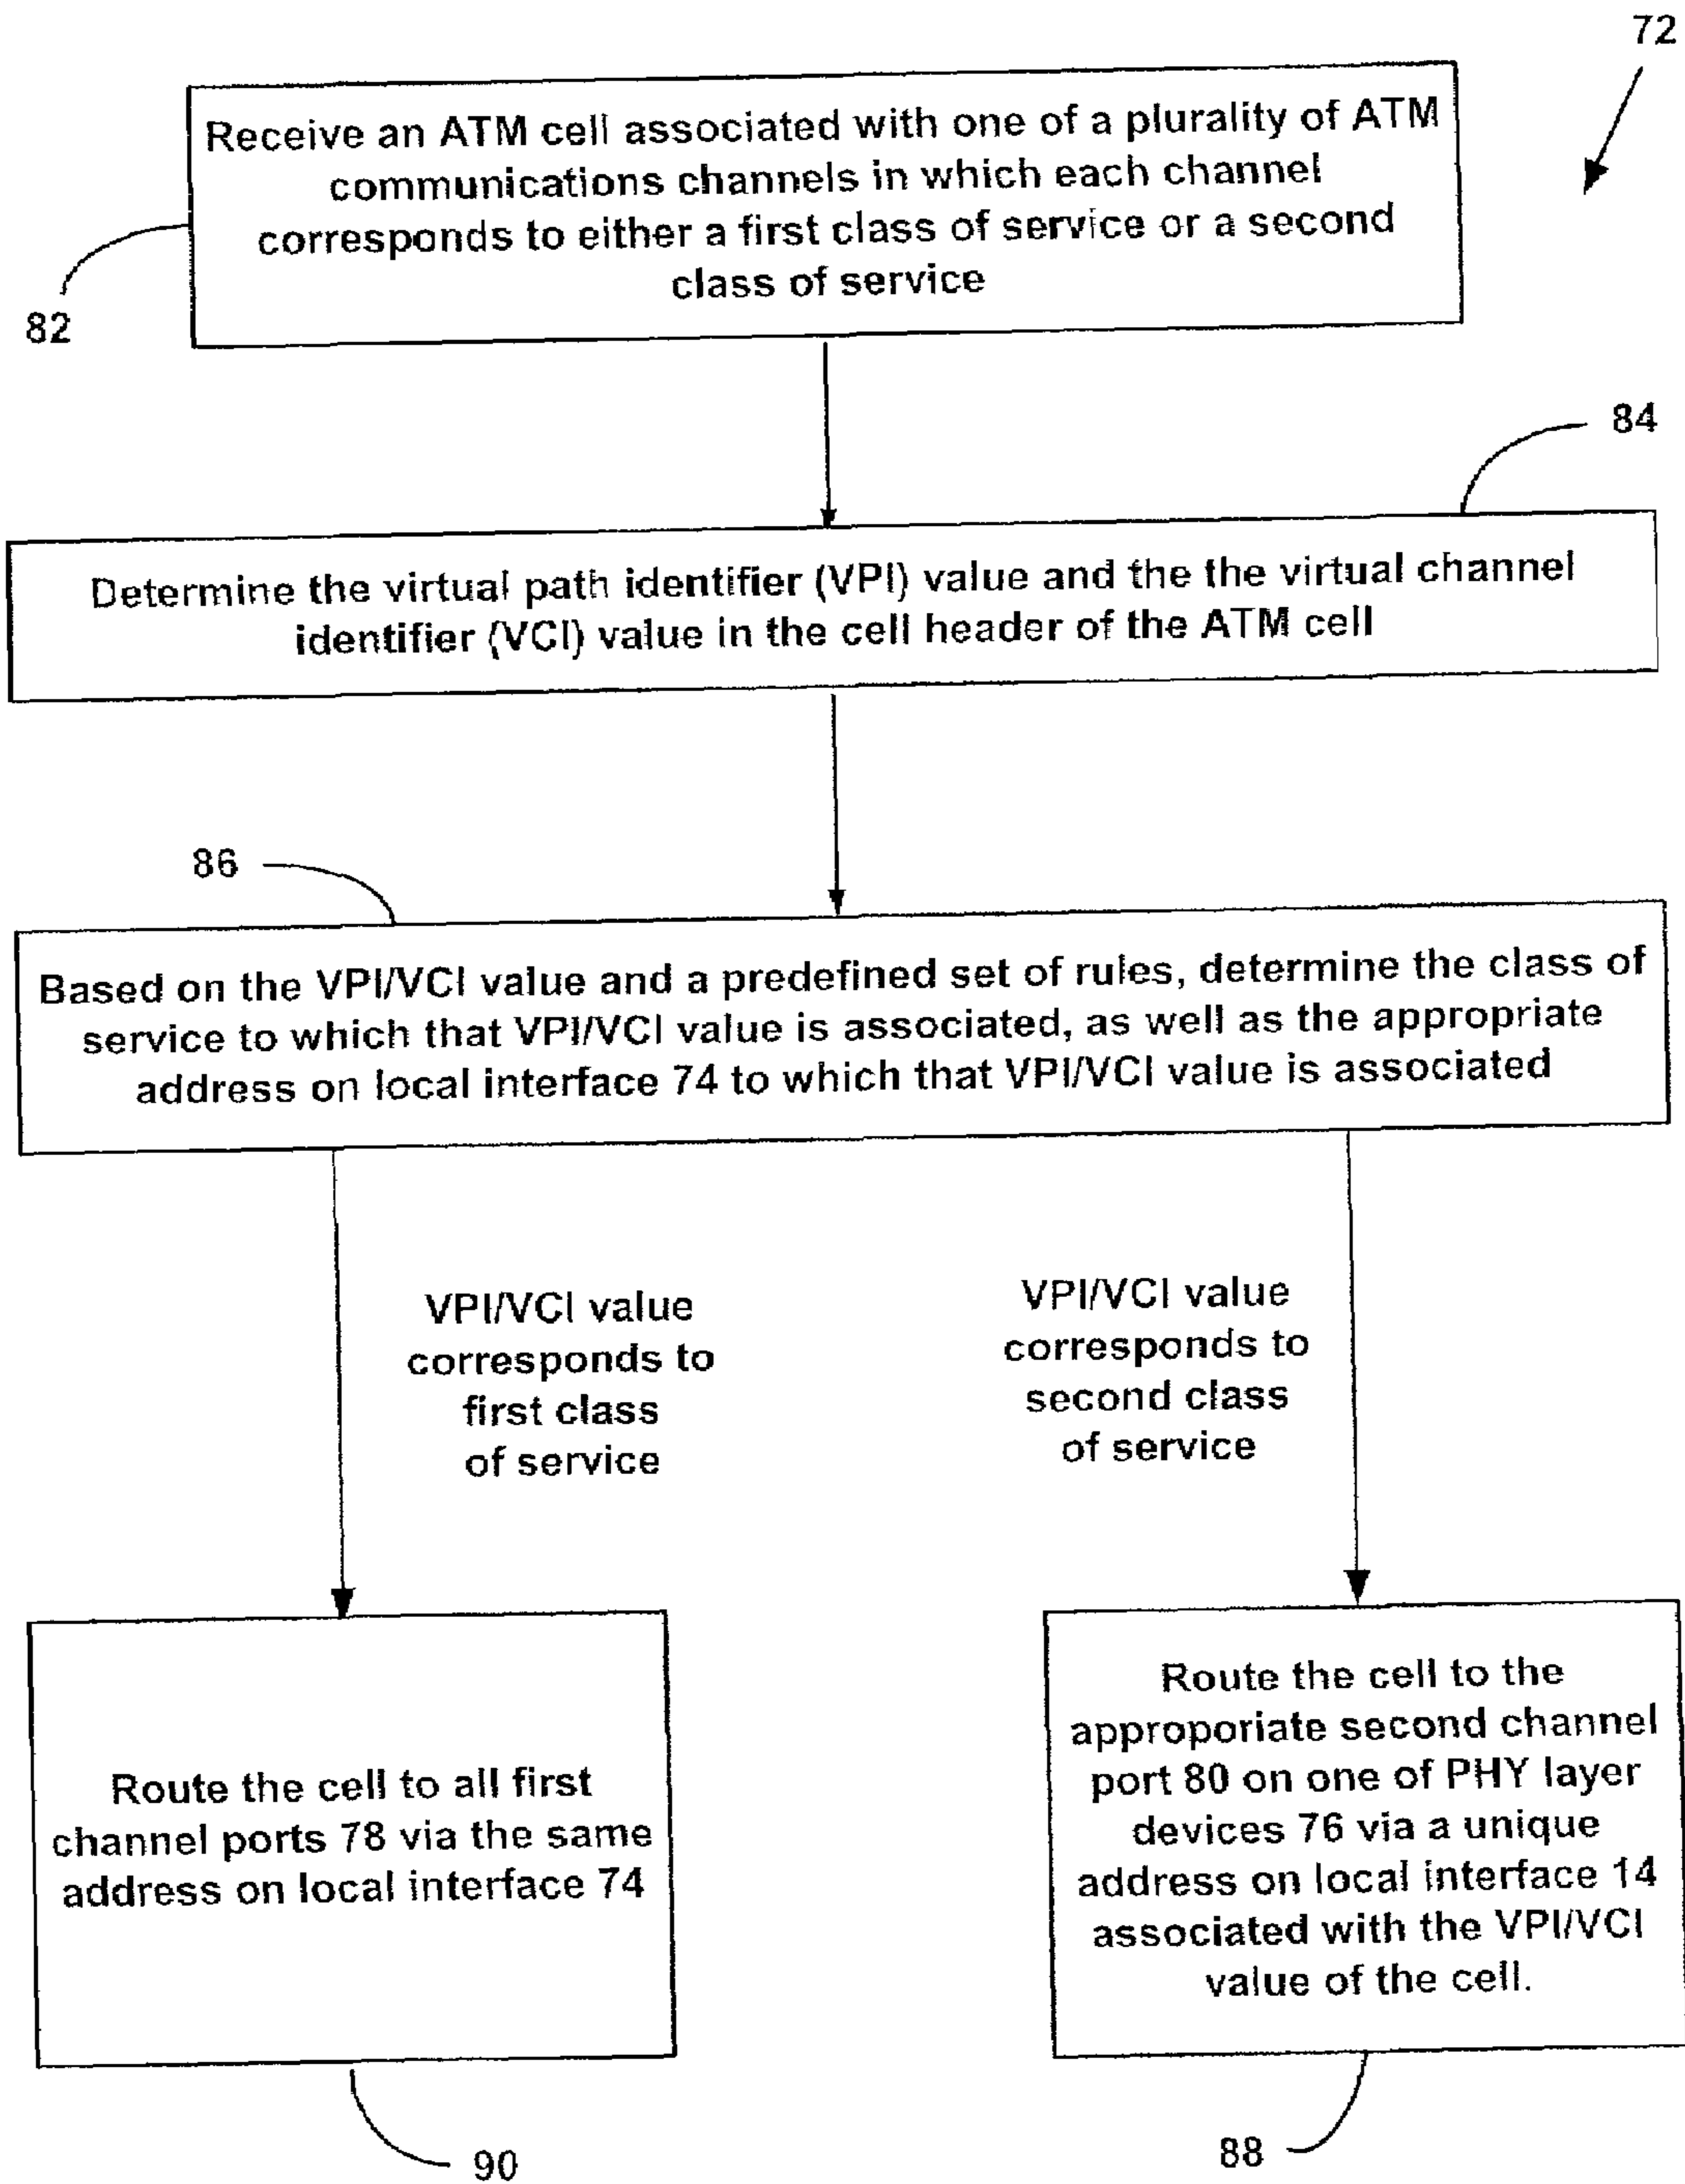 72
Receive an ATM cell associated with one of a plurality of ATM
communications channels in which each channel
corresponds to either a first class of service or a second
class of service
82
84
Determine the virtual path identifier (VPI) value and the the virtual channel
identifier (VCI) value in the cell header of the ATM cell
86
Based on the VPI/VCI value and a predefined set of rules, determine the class of
service to which that VPI/VCI value is associated, as well as the appropriate
address on local interface 74 to which that VPI/VCI value is associated
VPI/VCI value
corresponds to
first class
of service
VPI/VCI value
corresponds to
second class
of service
Route the cell to all first
channel ports 78 via the same
address on local interface 74
Route the cell to the
approporiate second channel
port 80 on one of PHY layer
devices 76 via a unique
address on local interface 14
associated with the VPI/VCI
value of the cell.
90
88